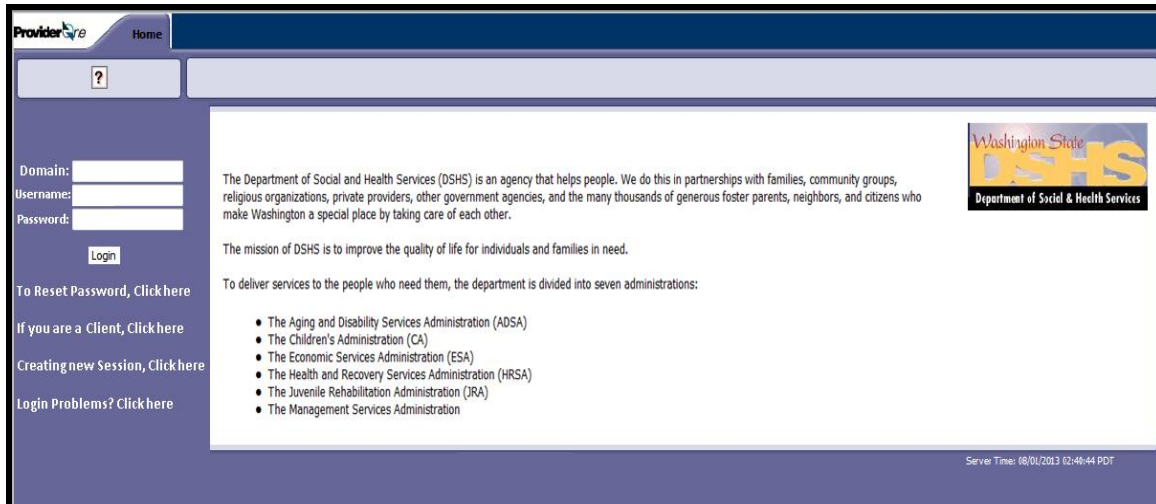 Provider One
Home
?
Domain:
Username:
Password:
Login
To Reset Password, Click here
If you are a Client, Click here
Creating new Session, Click here
Login Problems? Click here
The Department of Social and Health Services (DSHS) is an agency that helps people. We do this in partnerships with families, community groups,
religious organizations, private providers, other government agencies, and the many thousands of generous foster parents, neighbors, and citizens who
make Washington a special place by taking care of each other.
The mission of DSHS is to improve the quality of life for individuals and families in need.
To deliver services to the people who need them, the department is divided into seven administrations:
● The Aging and Disability Services Administration (ADSA)
● The Children's Administration (CA)
● The Economic Services Administration (ESA)
● The Health and Recovery Services Administration (HRSA)
● The Juvenile Rehabilitation Administration (JRA)
● The Management Services Administration
Washington State
DSHS
Department of Social & Health Services
Server Time: 08/01/2013 02:40:44 PDT